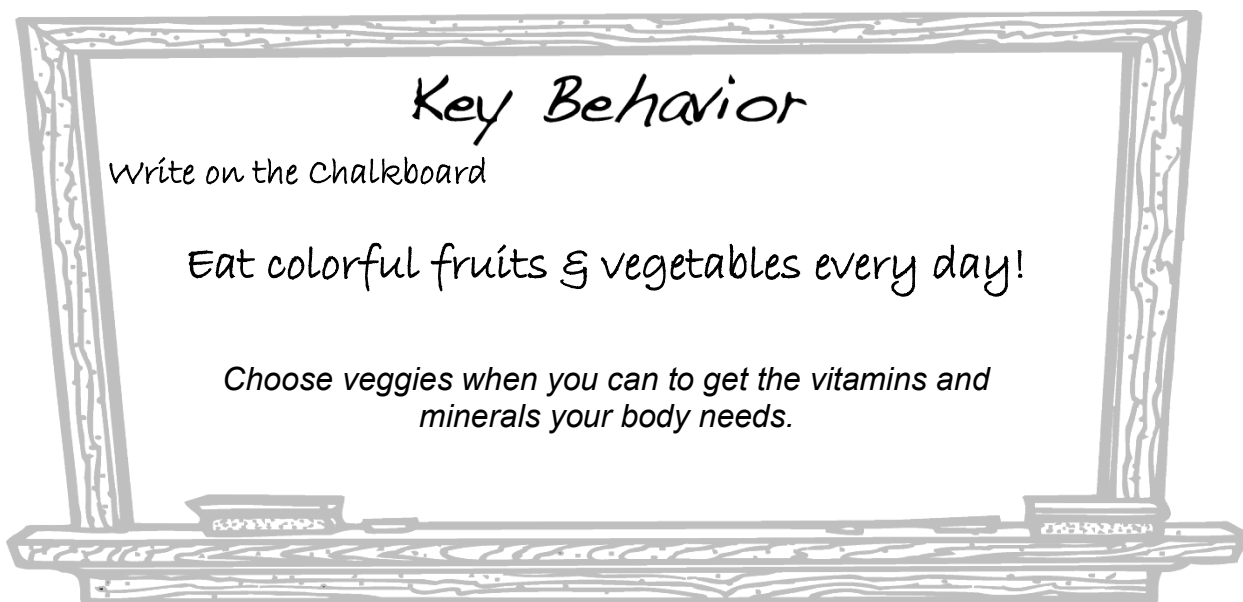 Key Behavior
Write on the Chalkboard
Eat colorful fruits & vegetables every day!
Choose veggies when you can to get the vitamins and
minerals your body needs.